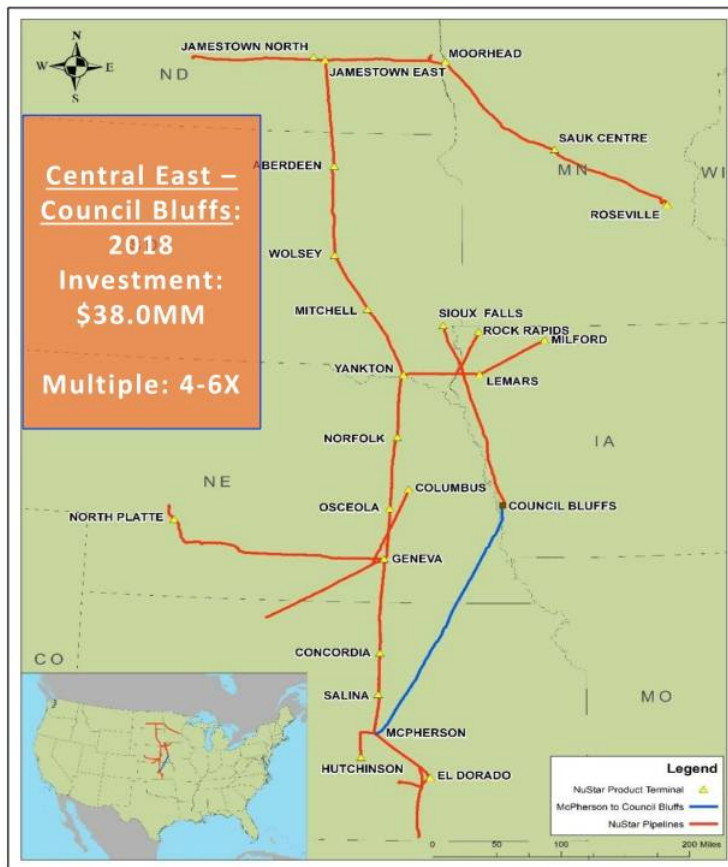 N
W E
S
ND
JAMESTOWN NORTH
JAMESTOWN EAST
MOORHEAD
SAUK CENTRE
MN
WI
ROSEVILLE
Central East –
Council Bluffs:
2018
Investment:
$38.0MM
Multiple: 4-6X
ABERDEEN
WOLSEY
MITCHELL
SIOUX FALLS
ROCK RAPIDS
MILFORD
YANKTON
LEMARS
NORFOLK
IA
NE
COLUMBUS
OSCEOLA
COUNCIL BLUFFS
NORTH PLATTE
GENEVA
CONCORDIA
CO
SALINA
MO
MCPHERSON
HUTCHINSON
EL DORADO
Legend
NuStar Product Terminal
McPherson to Council Bluffs
NuStar Pipelines
0 50 100 200 Miles